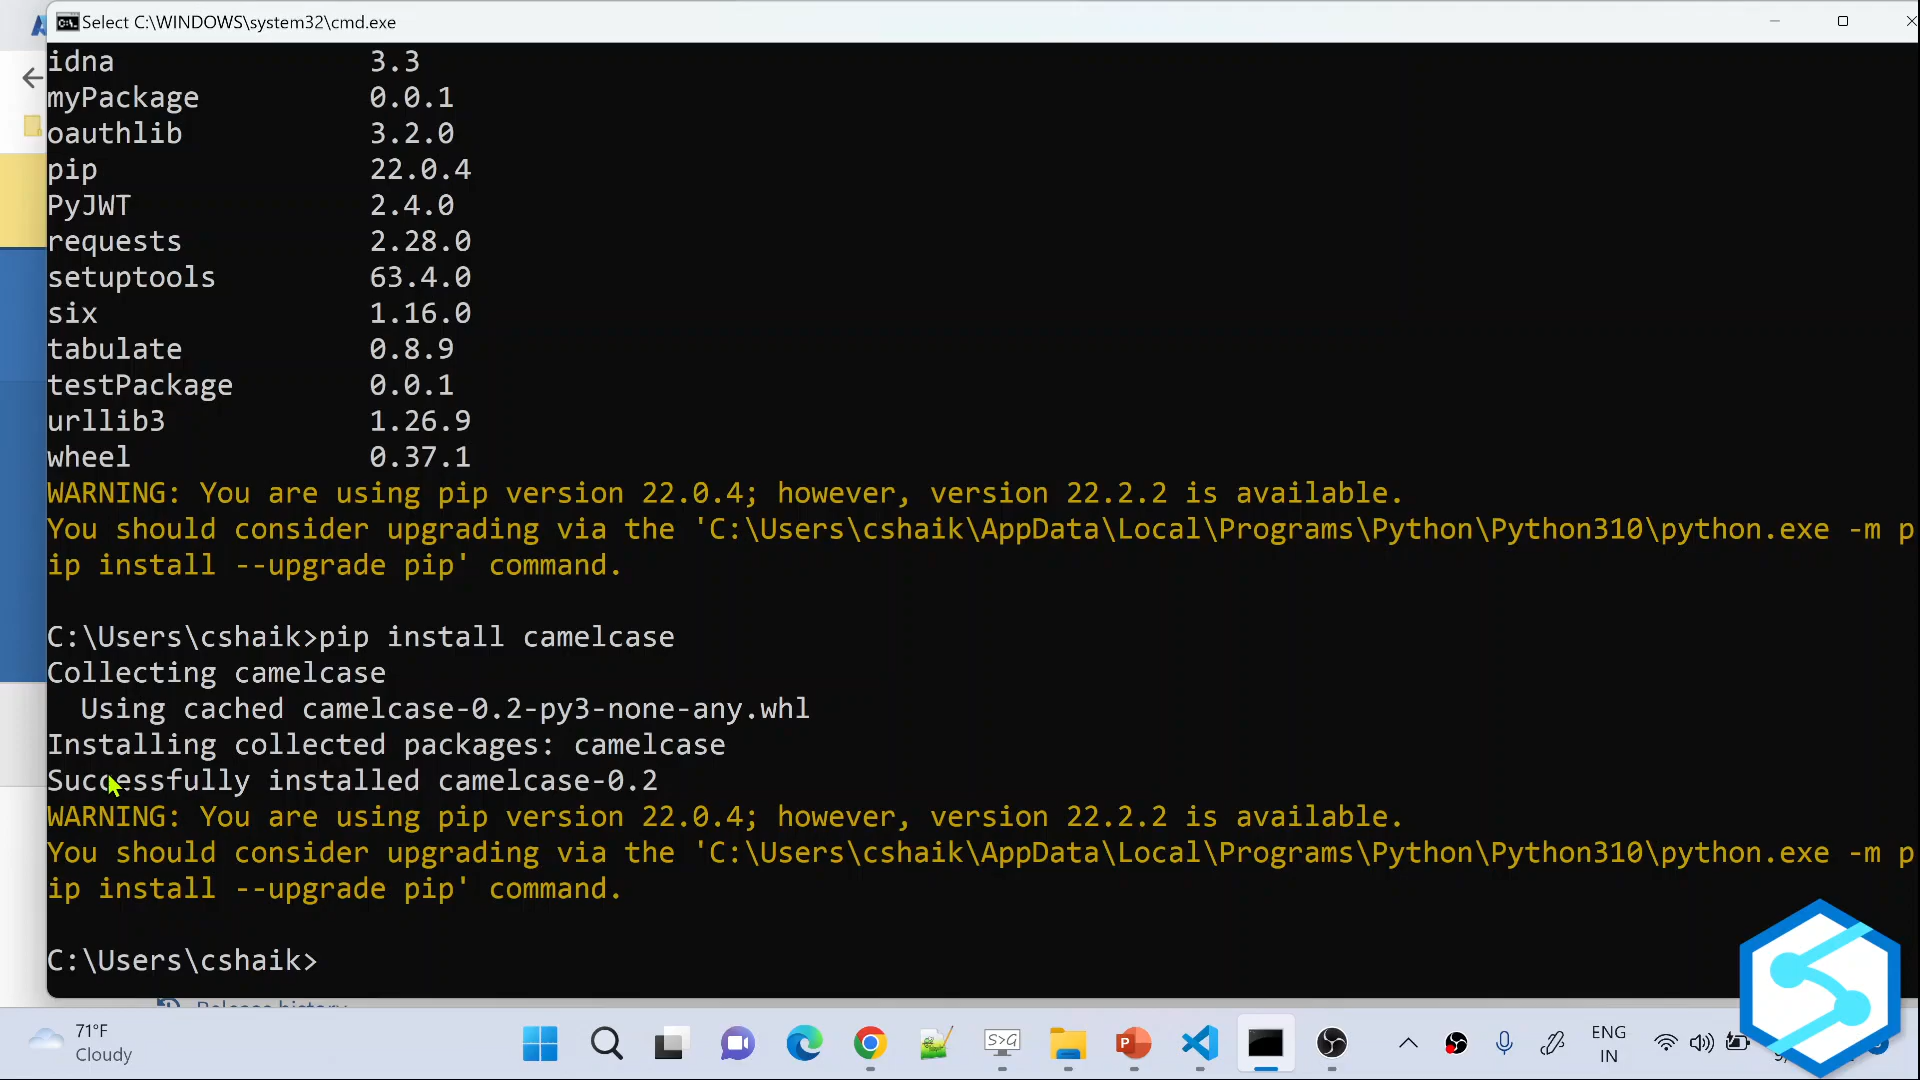 Select C:\WINDOWS\system32\cmd.exe
idna 3.3
myPackage 0.0.1
oauthlib 3.2.0
pip 22.0.4
PyJWT 2.4.0
requests 2.28.0
setuptools 63.4.0
six 1.16.0
tabulate 0.8.9
testPackage 0.0.1
urllib3 1.26.9
wheel 0.37.1
WARNING: You are using pip version 22.0.4; however, version 22.2.2 is available.
You should consider upgrading via the 'C:\Users\cshaik\AppData\Local\Programs\Python\Python310\python.exe -m p
ip install --upgrade pip' command.
C:\Users\cshaik>pip install camelcase
Collecting camelcase
Using cached camelcase-0.2-py3-none-any.whl
Installing collected packages: camelcase
Successfully installed camelcase-0.2
WARNING: You are using pip version 22.0.4; however, version 22.2.2 is available.
You should consider upgrading via the 'C:\Users\cshaik\AppData\Local\Programs\Python\Python310\python.exe -m p
ip install --upgrade pip' command.
C:\Users\cshaik>
Release history
71°F
Cloudy
S>G
ENG
IN